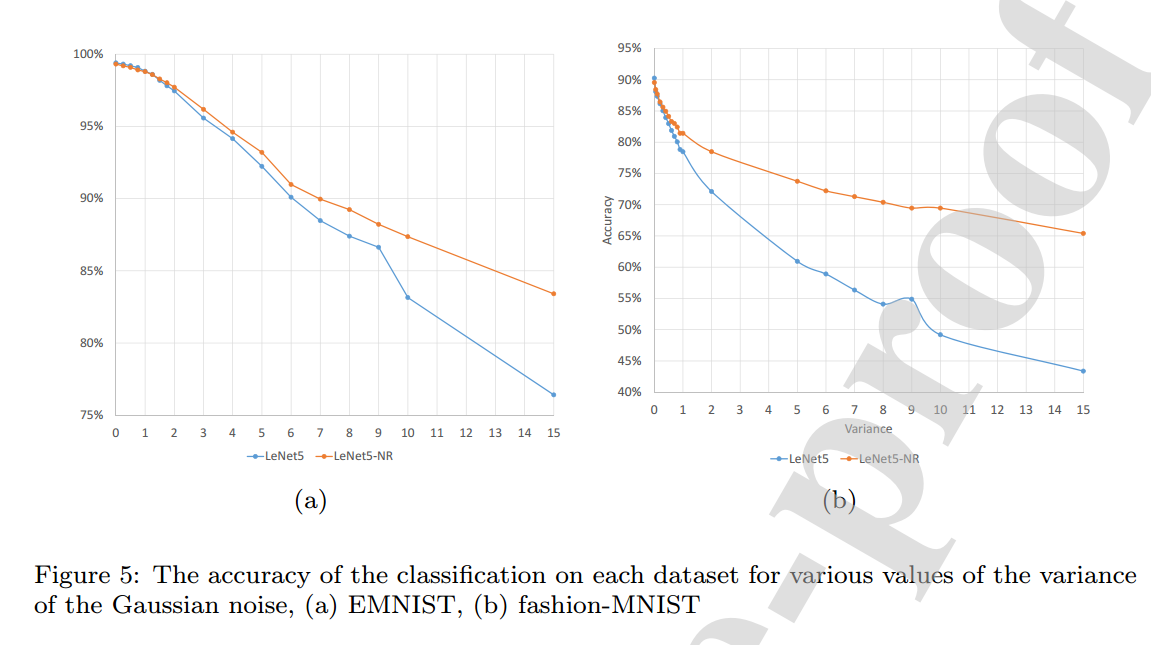 100%
95%
90%
85%
80%
75%
0 1 2 3 4 5 6 7 8 9 10 11 12 13 14 15
LeNet5 LeNet5-NR
(a)
95%
90%
85%
80%
75%
70%
65%
60%
55%
50%
45%
40%
Accuracy
0 1 2 3 4 5 6 7 8 9 10 11 12 13 14 15
Variance
LeNet5 LeNet5-NR
(b)
Figure 5: The accuracy of the classification on each dataset for various values of the variance
of the Gaussian noise, (a) EMNIST, (b) fashion-MNIST
-proof